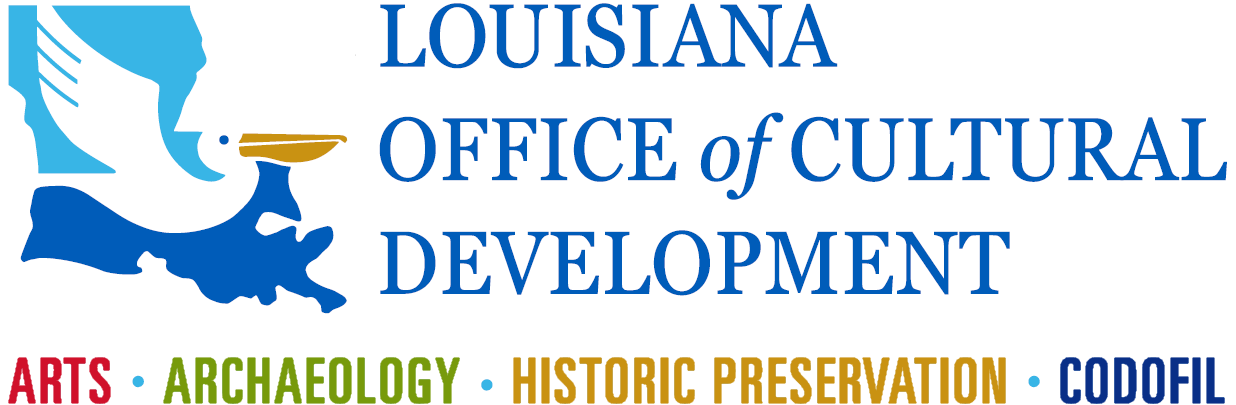 LOUISIANA
OFFICE of CULTURAL
DEVELOPMENT
ARTS · ARCHAEOLOGY · HISTORIC PRESERVATION · CODOFIL